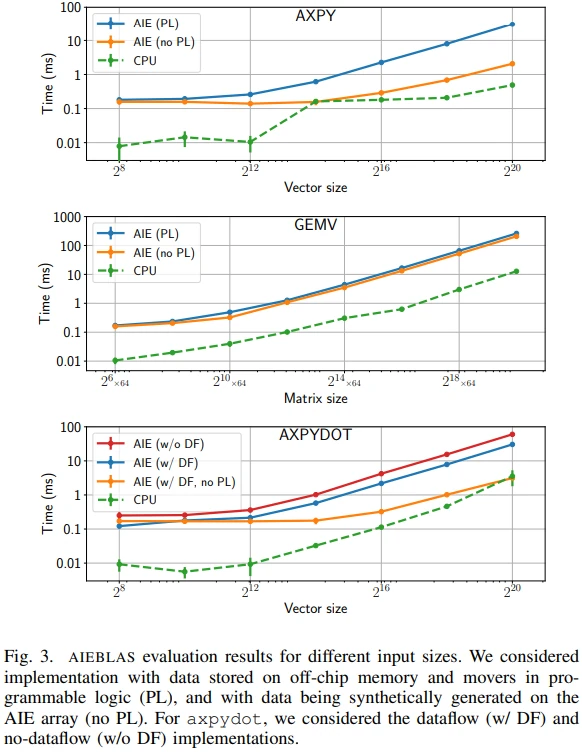 AXPY
100
10
1
0.1
0.01
Time (ms)
AIE (PL)
AIE (no PL)
CPU
2^8
2^12
2^16
2^20
Vector size
GEMV
1000
100
10
1
0.1
0.01
Time (ms)
AIE (PL)
AIE (no PL)
CPU
2^6×64
2^10×64
2^14×64
2^18×64
Matrix size
AXPYDOT
100
10
1
0.1
0.01
Time (ms)
AIE (w/o DF)
AIE (w/ DF)
AIE (w/ DF, no PL)
CPU
2^8
2^12
2^16
2^20
Vector size
Fig. 3. AIEBLAS evaluation results for different input sizes. We considered
implementation with data stored on off-chip memory and movers in pro-
grammable logic (PL), and with data being synthetically generated on the
AIE array (no PL). For axpydot, we considered the dataflow (w/ DF) and
no-dataflow (w/o DF) implementations.